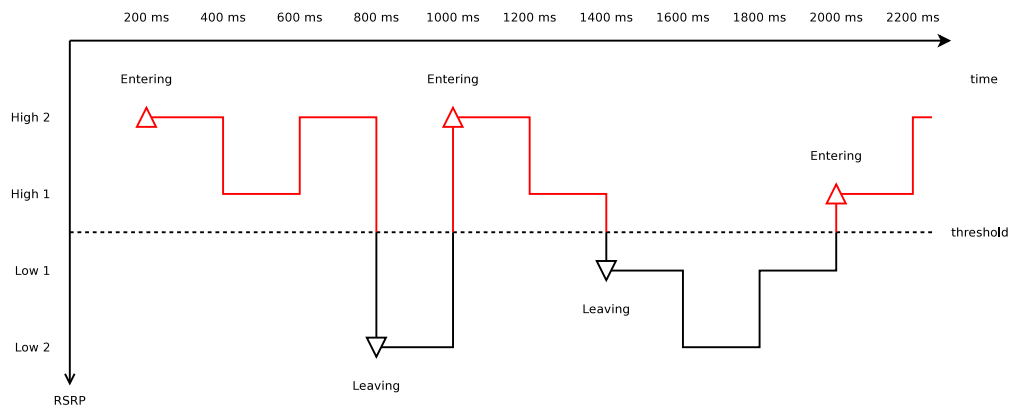 200 ms 400 ms 600 ms 800 ms 1000 ms 1200 ms 1400 ms 1600 ms 1800 ms 2000 ms 2200 ms
Entering Entering time
High 2
Entering
High 1
threshold
Low 1
Leaving
Low 2
Leaving
RSRP